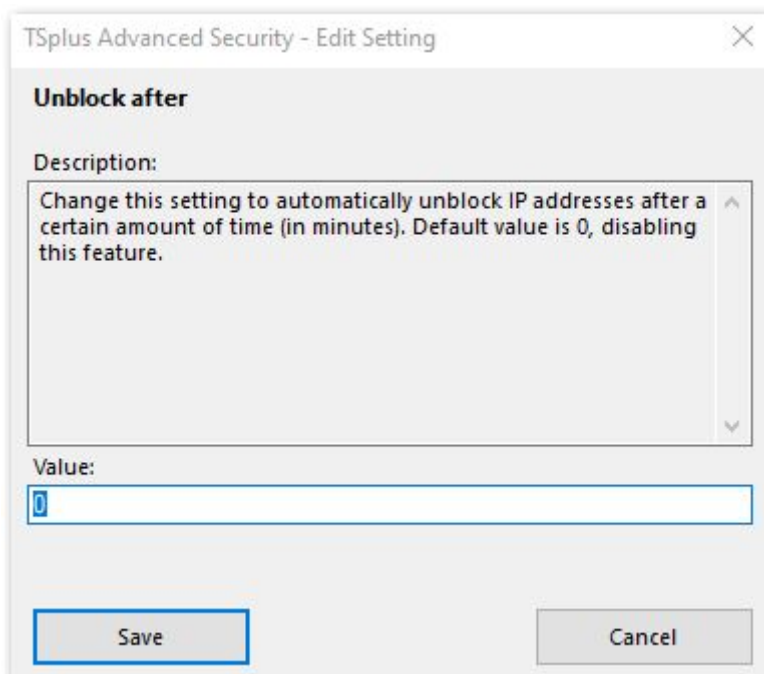 TSplus Advanced Security - Edit Setting
Unblock after
Description:
Change this setting to automatically unblock IP addresses after a
certain amount of time (in minutes). Default value is 0, disabling
this feature.
Value:
0
Save
Cancel